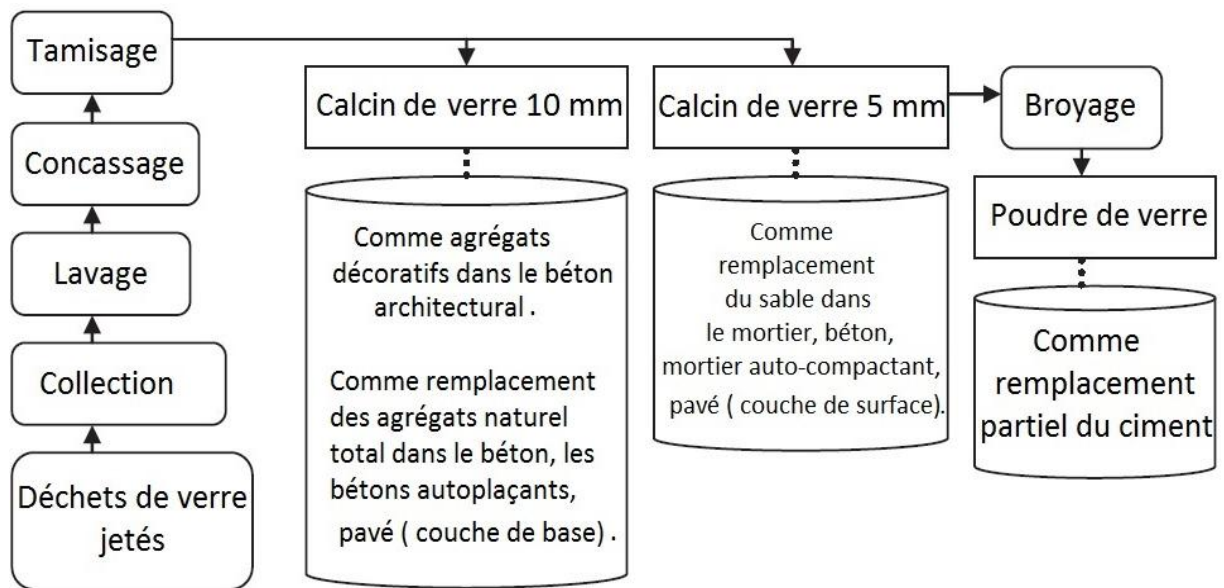 Tamisage
Concassage
Lavage
Collection
Déchets de verre
jetés
Calcin de verre 10 mm
Comme agrégats
décoratifs dans le béton
architectural .
Comme remplacement
des agrégats naturel
total dans le béton, les
bétons autoplaçants,
pavé ( couche de base) .
Calcin de verre 5 mm
Comme
remplacement
du sable dans
le mortier, béton,
mortier auto-compactant,
pavé ( couche de surface).
Broyage
Poudre de verre
Comme
remplacement
partiel du ciment